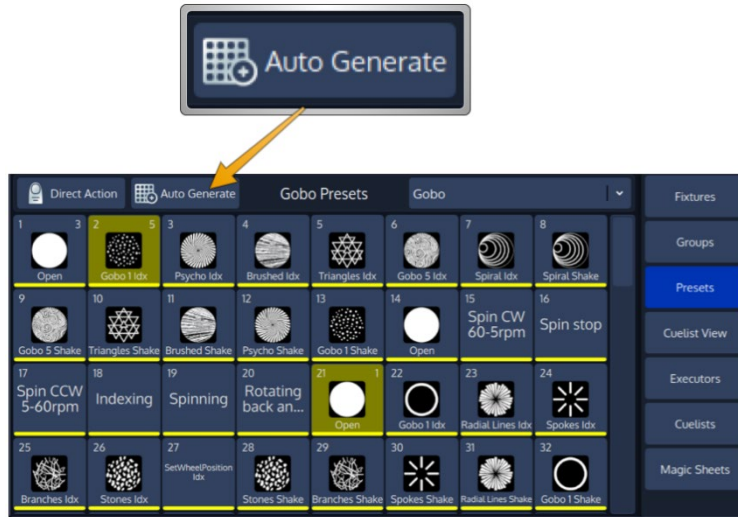 Auto Generate
Direct Action
Auto Generate
Gobo Presets
Gobo
Fixtures
Groups
Presets
Cuelist View
Executors
Cuelists
Magic Sheets
1 3
Open
2 5
Gobo 1 Idx
3
Psycho Idx
4
Brushed Idx
5
Triangles Idx
6
Gobo 5 Idx
7
Spiral Idx
8
Spiral Shake
9
Gobo 5 Shake
10
Triangles Shake
11
Brushed Shake
12
Psycho Shake
13
Gobo 1 Shake
14
Open
15
Spin CW
60-5rpm
16
Spin stop
17
Spin CCW
5-60rpm
18
Indexing
19
Spinning
20
Rotating
back an...
21 1
Open
22
Gobo 1 Idx
23
Radial Lines Idx
24
Spokes Idx
25
Branches Idx
26
Stones Idx
27
SetWheelPosition
Idx
28
Stones Shake
29
Branches Shake
30
Spokes Shake
31
Radial Lines Shake
32
Gobo 1 Shake